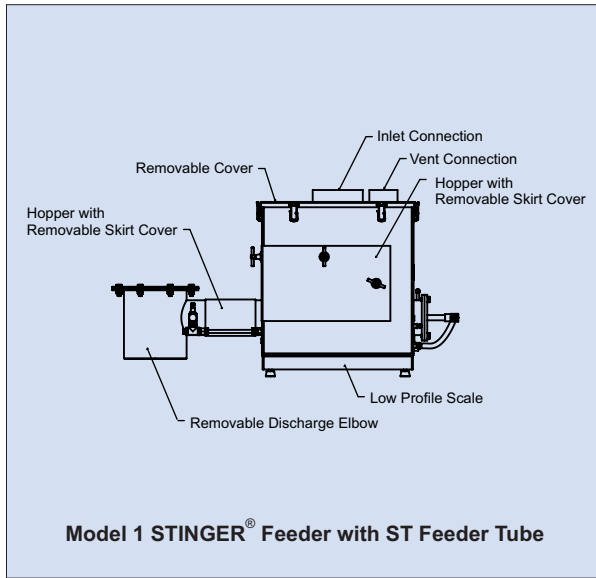 Inlet Connection
Vent Connection
Removable Cover
Hopper with
Removable Skirt Cover
Hopper with
Removable Skirt Cover
Low Profile Scale
Removable Discharge Elbow
Model 1 STINGER® Feeder with ST Feeder Tube